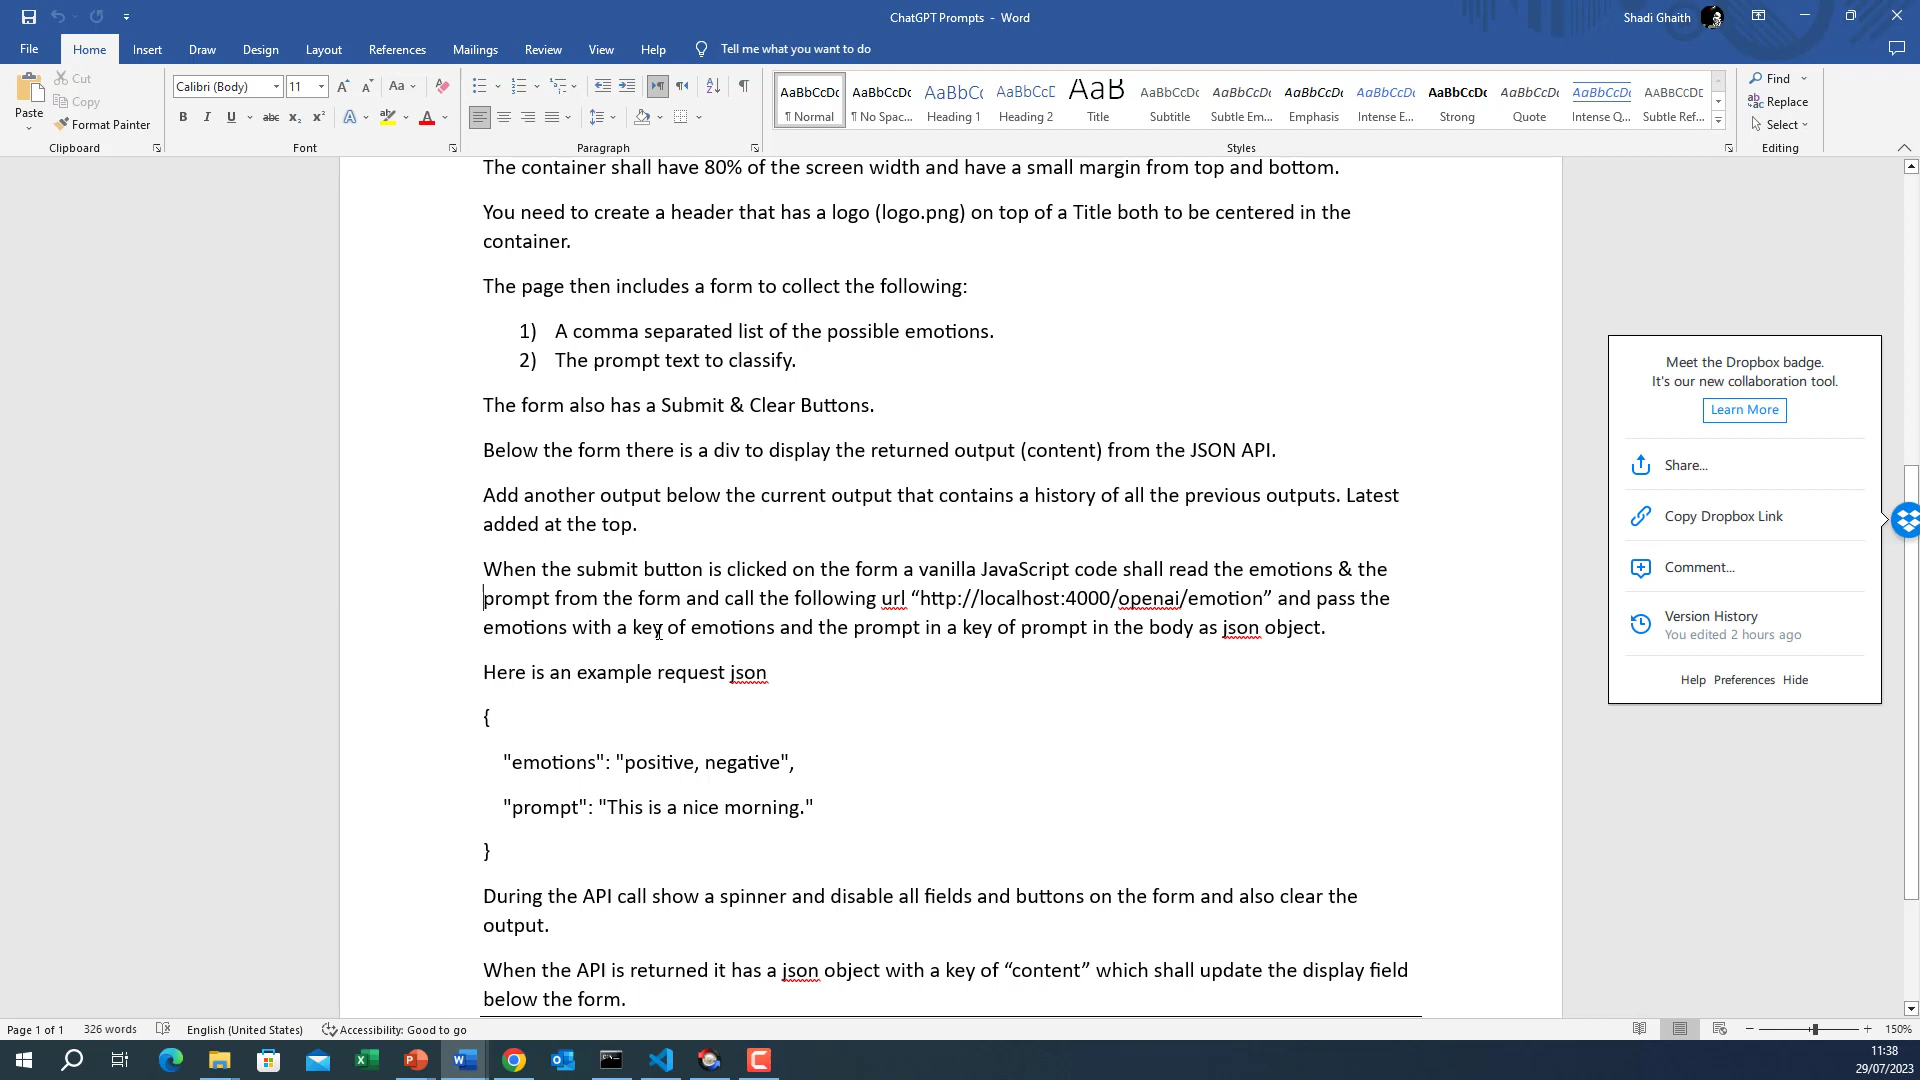 ChatGPT Prompts - Word
Shadi Ghaith
File
Home
Insert
Draw
Design
Layout
References
Mailings
Review
View
Help
Tell me what you want to do
Paste
Cut
Copy
Format Painter
Clipboard
Calibri (Body)
11
Font
Paragraph
AaBbCcDc
¶ Normal
AaBbCcDc
¶ No Spac...
AaBbCc
Heading 1
AaBbCcD
Heading 2
AaB
Title
AaBbCcDc
Subtitle
AaBbCcDc
Subtle Em...
AaBbCcDc
Emphasis
AaBbCcDc
Intense E...
AaBbCcDc
Strong
AaBbCcDc
Quote
AaBbCcDc
Intense Q...
AaBbCcDc
Subtle Ref...
Styles
Find
Replace
Select
Editing
The container shall have 80% of the screen width and have a small margin from top and bottom.
You need to create a header that has a logo (logo.png) on top of a Title both to be centered in the
container.
The page then includes a form to collect the following:
1) A comma separated list of the possible emotions.
2) The prompt text to classify.
The form also has a Submit & Clear Buttons.
Below the form there is a div to display the returned output (content) from the JSON API.
Add another output below the current output that contains a history of all the previous outputs. Latest
added at the top.
When the submit button is clicked on the form a vanilla JavaScript code shall read the emotions & the
prompt from the form and call the following url “http://localhost:4000/openai/emotion” and pass the
emotions with a key of emotions and the prompt in a key of prompt in the body as json object.
Here is an example request json
{
"emotions": "positive, negative",
"prompt": "This is a nice morning."
}
During the API call show a spinner and disable all fields and buttons on the form and also clear the
output.
When the API is returned it has a json object with a key of “content” which shall update the display field
below the form.
Meet the Dropbox badge.
It's our new collaboration tool.
Learn More
Share...
Copy Dropbox Link
Comment...
Version History
You edited 2 hours ago
Help Preferences Hide
Page 1 of 1
326 words
English (United States)
Accessibility: Good to go
150%
11:38
29/07/2023